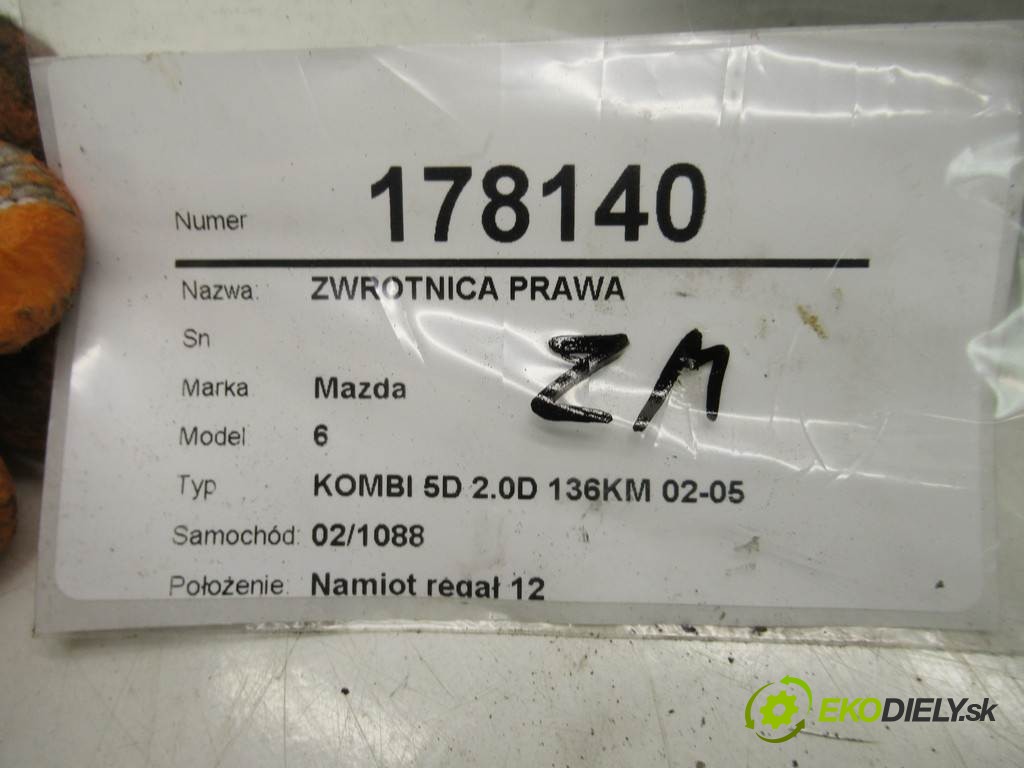 Numer 178140
Nazwa: ZWROTNICA PRAWA
Sn
Marka Mazda
Model 6
Typ KOMBI 5D 2.0D 136KM 02-05
Samochód: 02/1088
Położenie: Namiot regał 12
ZM
EKODIELY.sk